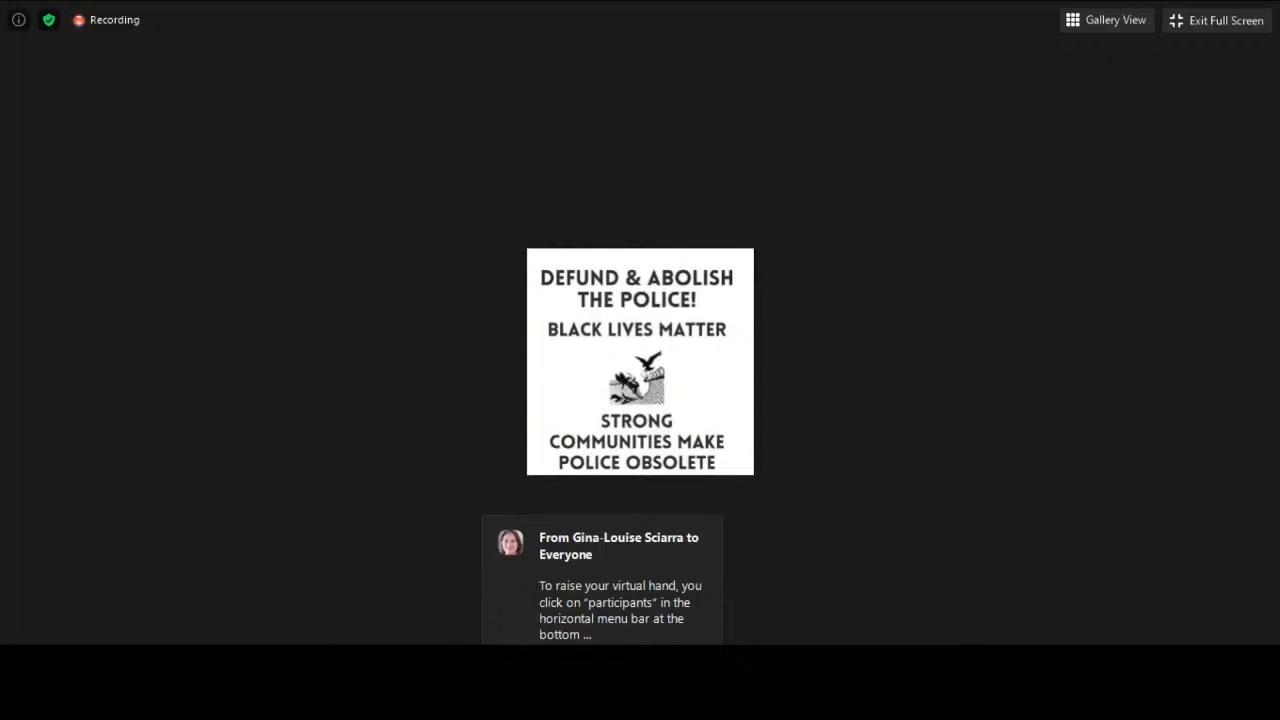 Recording
Gallery View
Exit Full Screen
DEFUND & ABOLISH
THE POLICE!
BLACK LIVES MATTER
STRONG
COMMUNITIES MAKE
POLICE OBSOLETE
From Gina-Louise Sciarra to
Everyone
To raise your virtual hand, you
click on “participants” in the
horizontal menu bar at the
bottom ...